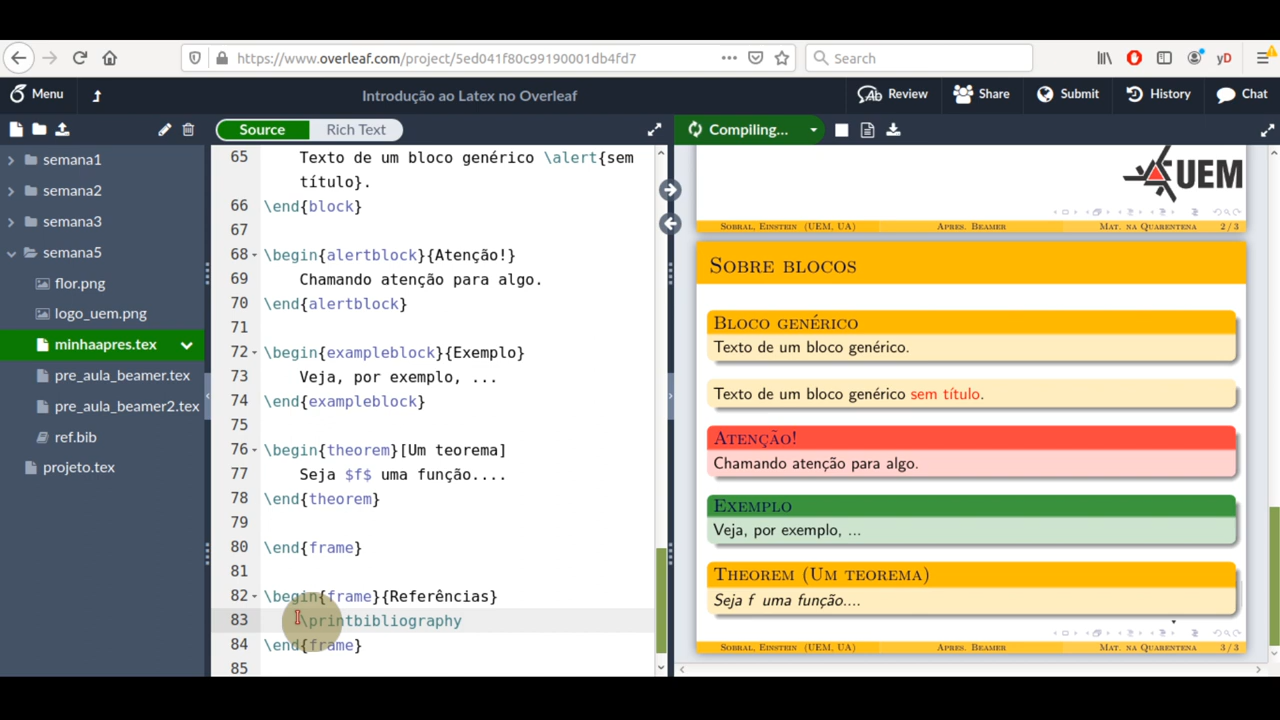 https://www.overleaf.com/project/5ed041f80c99190001db4fd7
Search
yD
Menu
Introdução ao Latex no Overleaf
Review
Share
Submit
History
Chat
Source
Rich Text
Compiling...
semana1
semana2
semana3
semana5
flor.png
logo_uem.png
minhaapres.tex
pre_aula_beamer.tex
pre_aula_beamer2.tex
ref.bib
projeto.tex
65 Texto de um bloco genérico \alert{sem
título}.
66 \end{block}
67
68 \begin{alertblock}{Atenção!}
69 Chamando atenção para algo.
70 \end{alertblock}
71
72 \begin{exampleblock}{Exemplo}
73 Veja, por exemplo, ...
74 \end{exampleblock}
75
76 \begin{theorem}[Um teorema]
77 Seja $f$ uma função....
78 \end{theorem}
79
80 \end{frame}
81
82 \begin{frame}{Referências}
83 \printbibliography
84 \end{frame}
85
UEM
Sobral, Einstein (UEM, UA) Apres. Beamer Mat. na Quarentena 2 / 3
Sobre blocos
Bloco genérico
Texto de um bloco genérico.
Texto de um bloco genérico sem título.
Atenção!
Chamando atenção para algo.
Exemplo
Veja, por exemplo, ...
Theorem (Um teorema)
Seja f uma função....
Sobral, Einstein (UEM, UA) Apres. Beamer Mat. na Quarentena 3 / 3